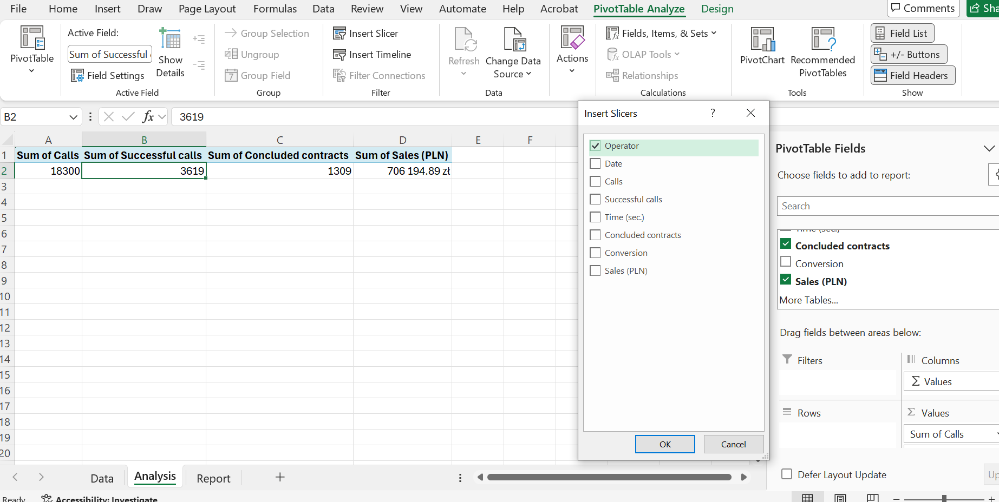 File Home Insert Draw Page Layout Formulas Data Review View Automate Help Acrobat PivotTable Analyze Design Comments
PivotTable
Active Field:
Sum of Successful
Field Settings
Show
Details
Active Field
Group Selection
Ungroup
7 Group Field
Group
Insert Slicer
Insert Timeline
Filter Connections
Filter
Refresh
Change Data
Source
Data
Actions
Fields, Items, & Sets
OLAP Tools
Relationships
Calculations
PivotChart
Recommended
PivotTables
Tools
Field List
+/- Buttons
Field Headers
Show
B2 fx 3619
A B C D E F
1 Sum of Calls Sum of Successful calls Sum of Concluded contracts Sum of Sales (PLN)
2 18300 3619 1309 706 194.89 zł
3
4
5
6
7
8
9
10
11
12
13
14
15
16
17
18
19
20
Insert Slicers ?
Operator
Date
Calls
Successful calls
Time (sec.)
Concluded contracts
Conversion
Sales (PLN)
OK Cancel
PivotTable Fields
Choose fields to add to report:
Search
Time (sec.)
Concluded contracts
Conversion
Sales (PLN)
More Tables...
Drag fields between areas below:
Filters
Columns
Σ Values
Rows
Σ Values
Sum of Calls
Defer Layout Update
Data Analysis Report +
Ready Accessibility: Investigate